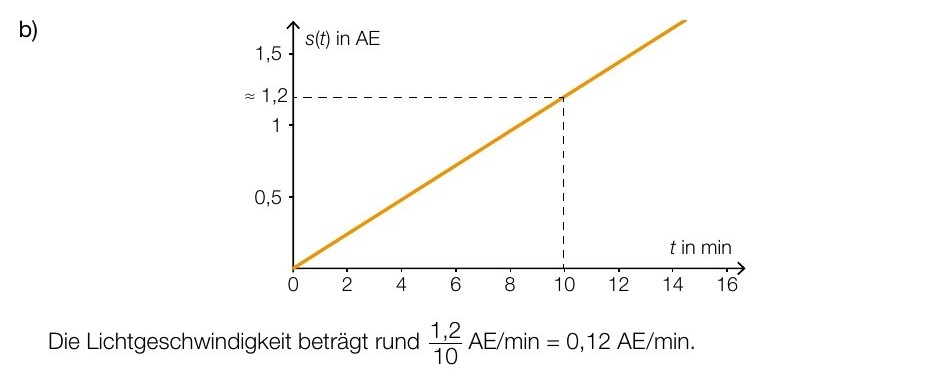 b)
s(t) in AE
1,5
≈ 1,2
1
0,5
t in min
0 2 4 6 8 10 12 14 16
Die Lichtgeschwindigkeit beträgt rund 1,2/10 AE/min = 0,12 AE/min.